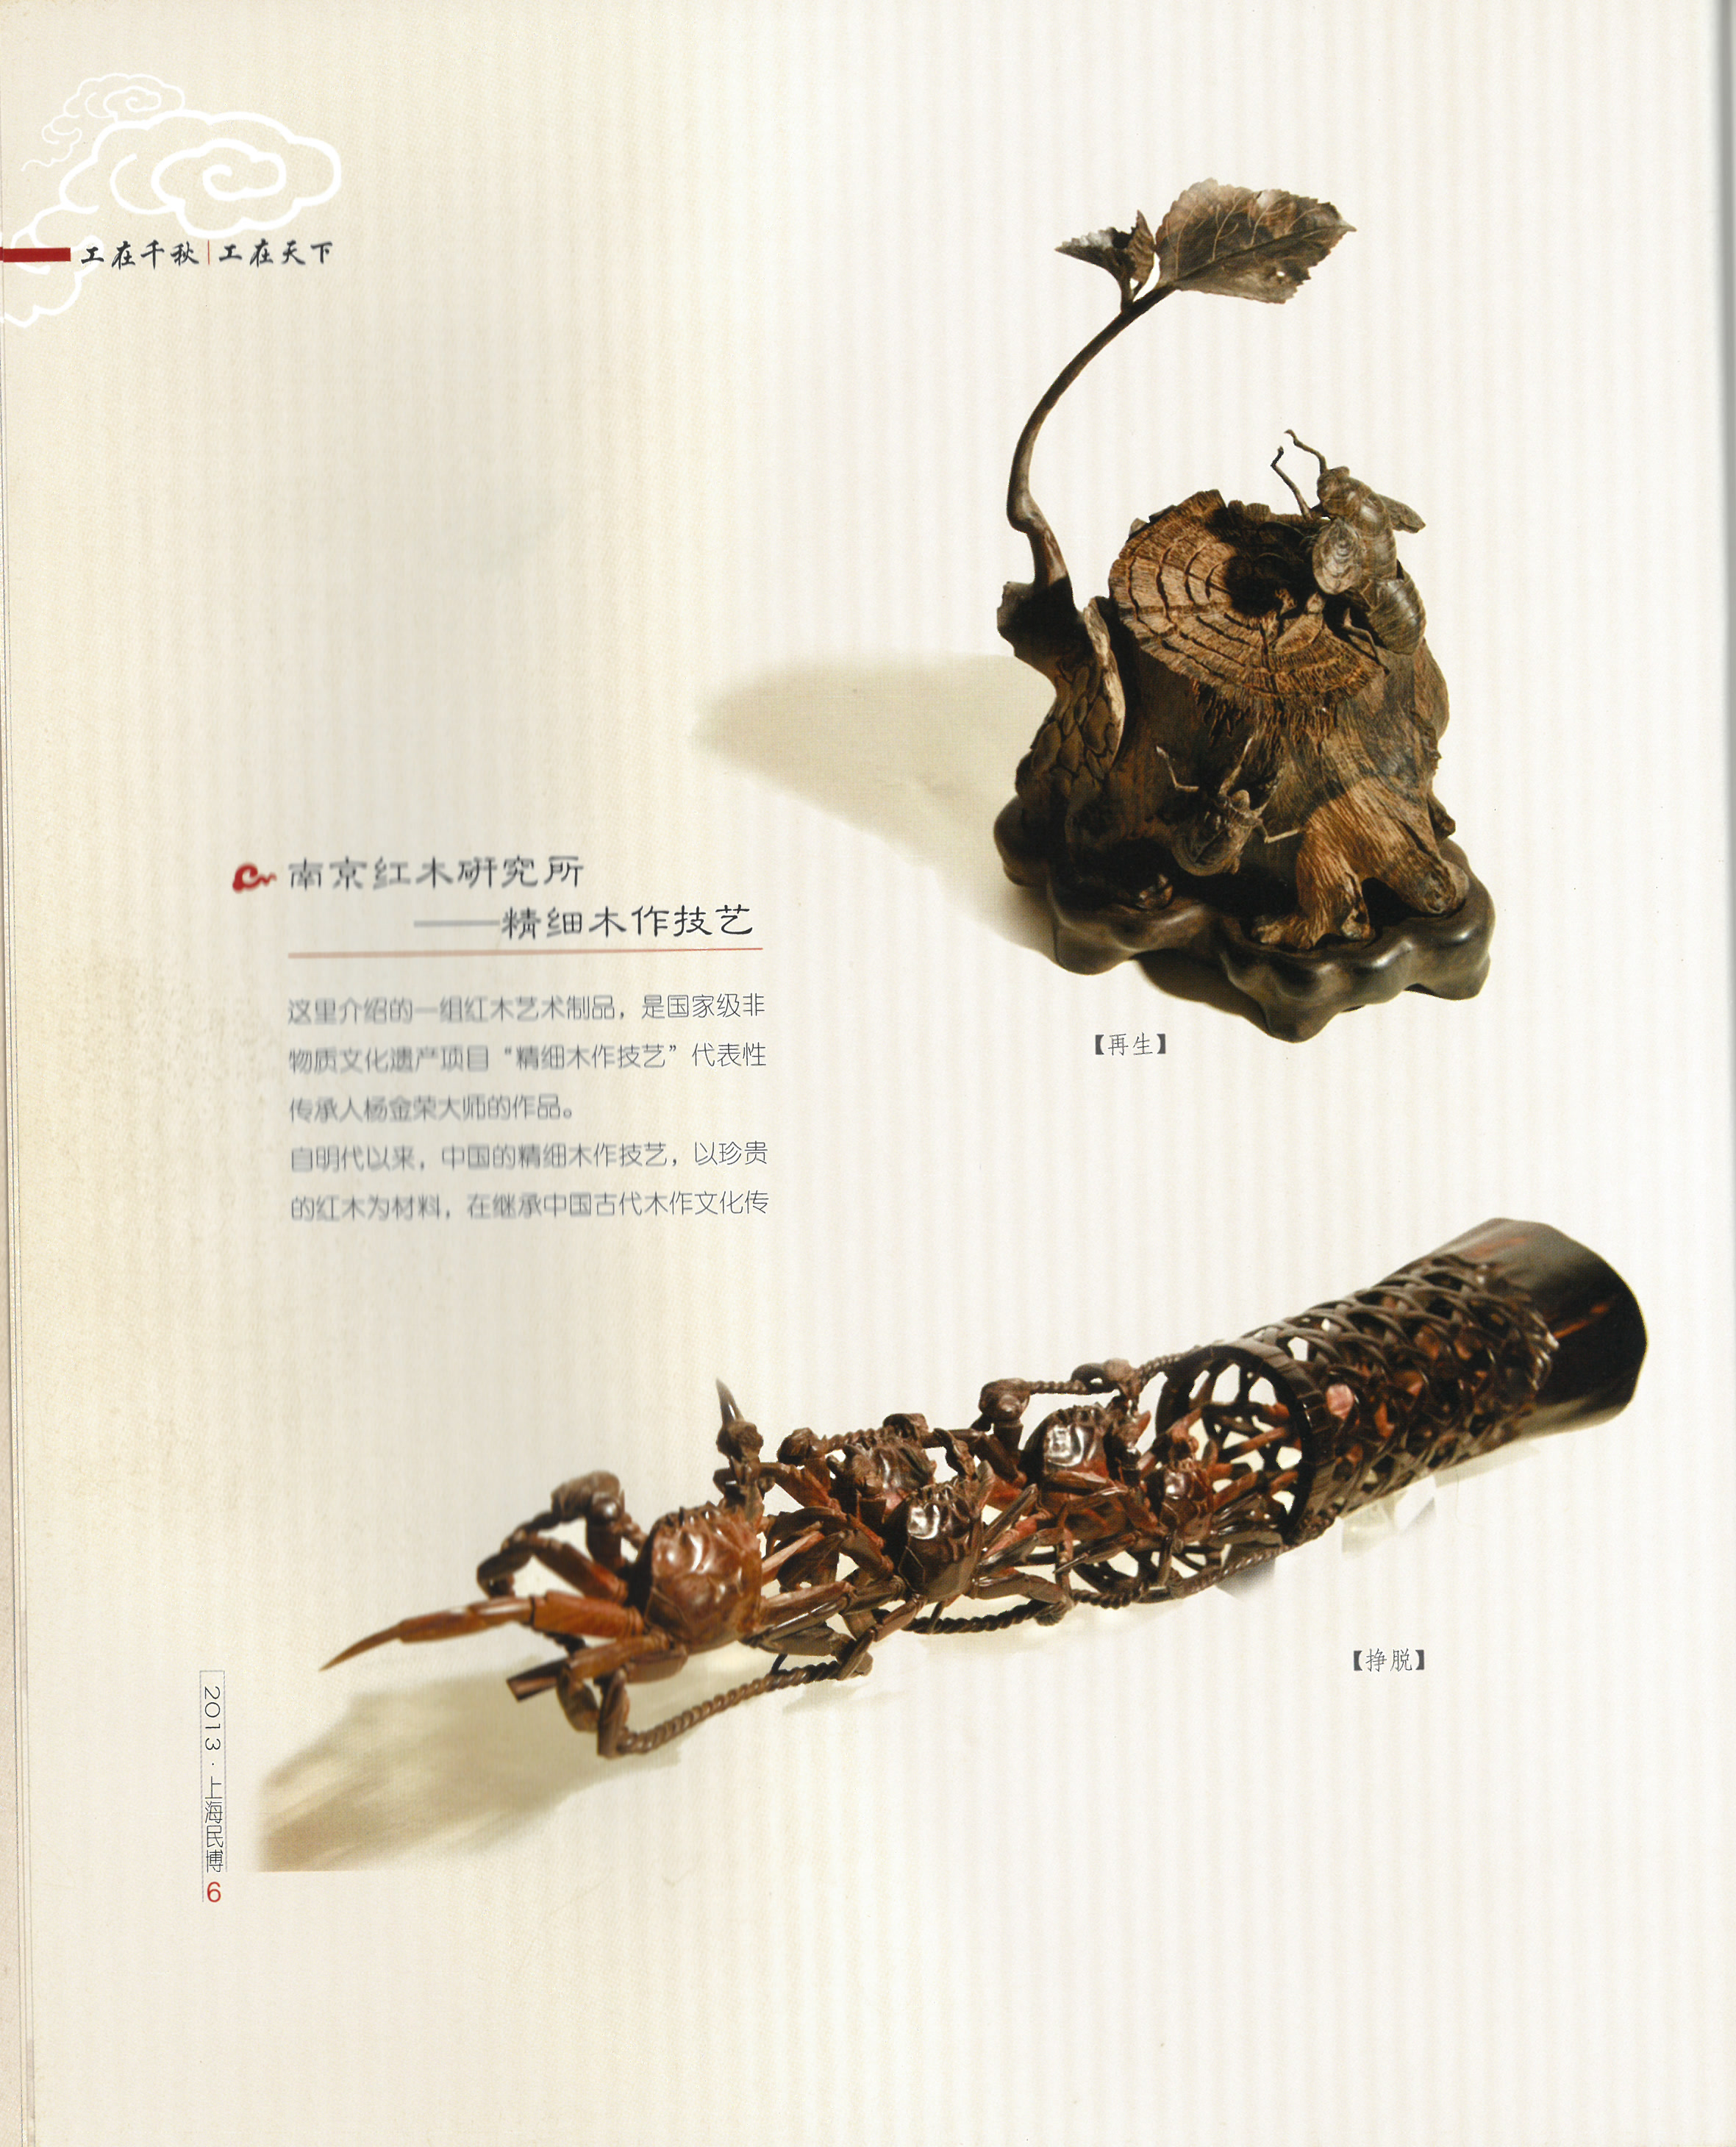 工在千秋|工在天下
南京红木研究所
——精细木作技艺
这里介绍的一组红木艺术制品，是国家级非
物质文化遗产项目“精细木作技艺”代表性
传承人杨金荣大师的作品。
自明代以来，中国的精细木作技艺，以珍贵
的红木为材料，在继承中国古代木作文化传
【再生】
【挣脱】
2013·上海民博 6